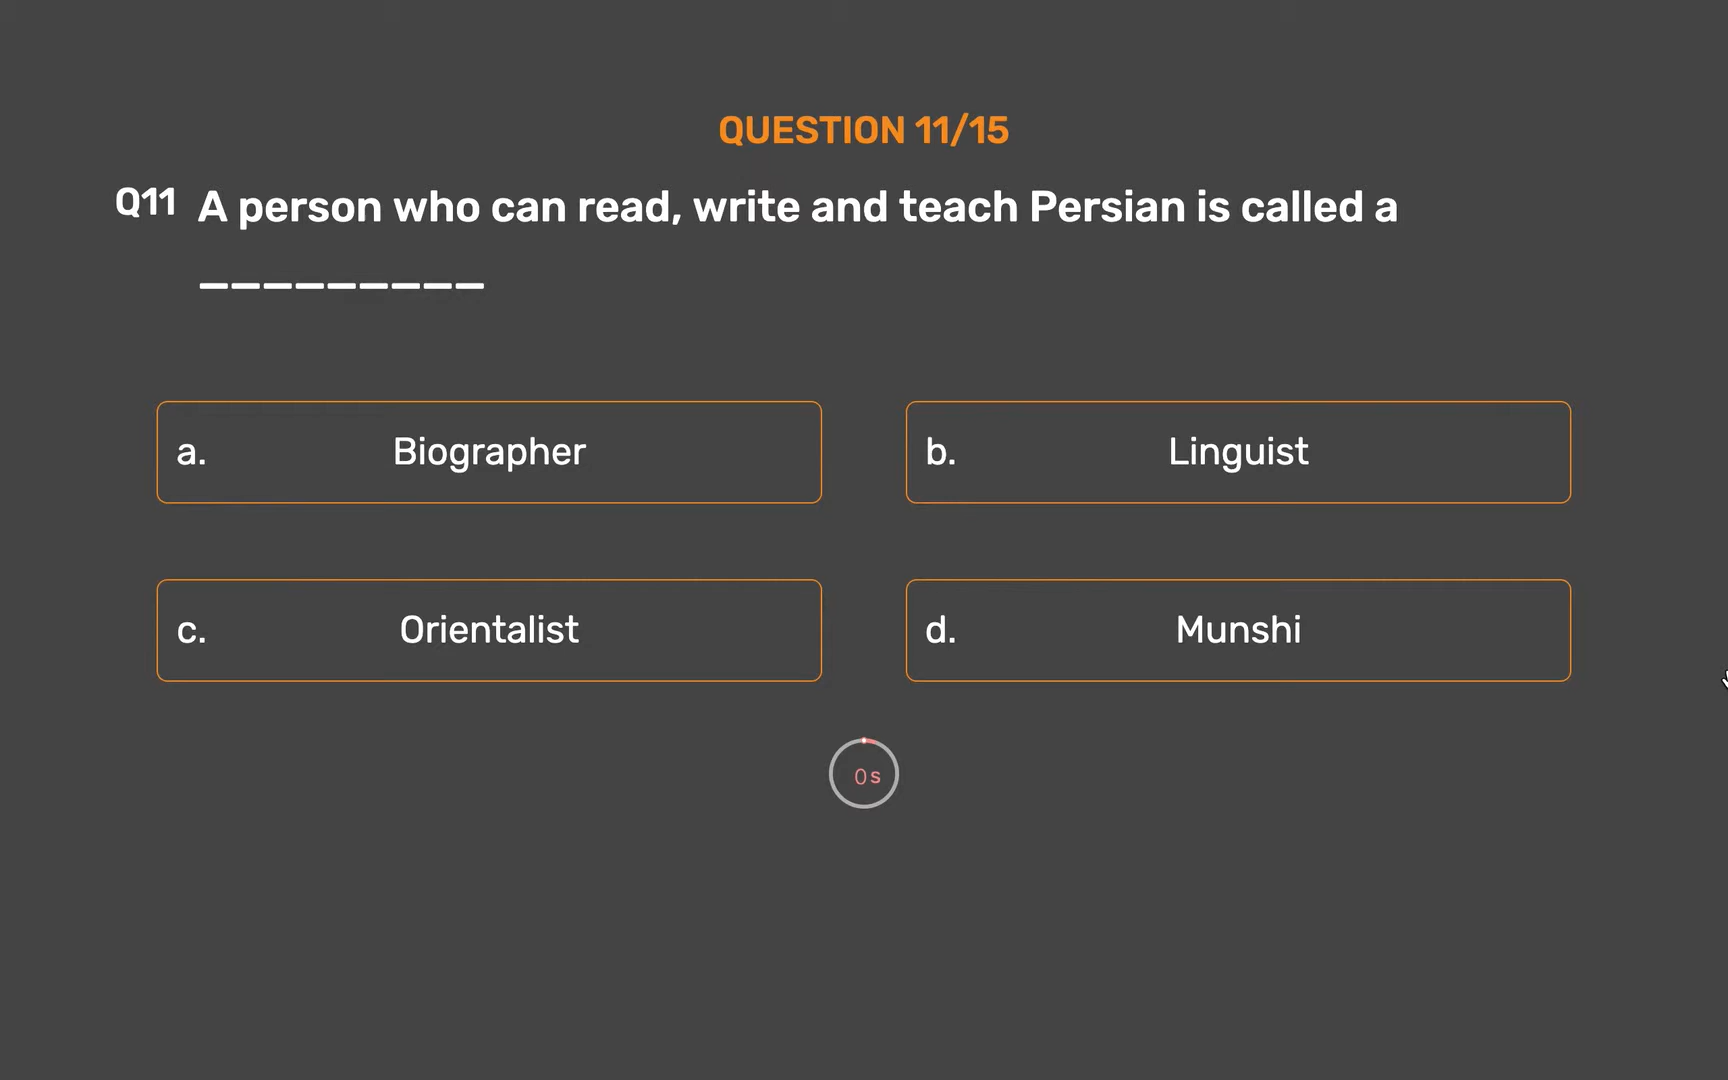 QUESTION 11/15
Q11 A person who can read, write and teach Persian is called a
_________
a. Biographer
b. Linguist
c. Orientalist
d. Munshi
0s